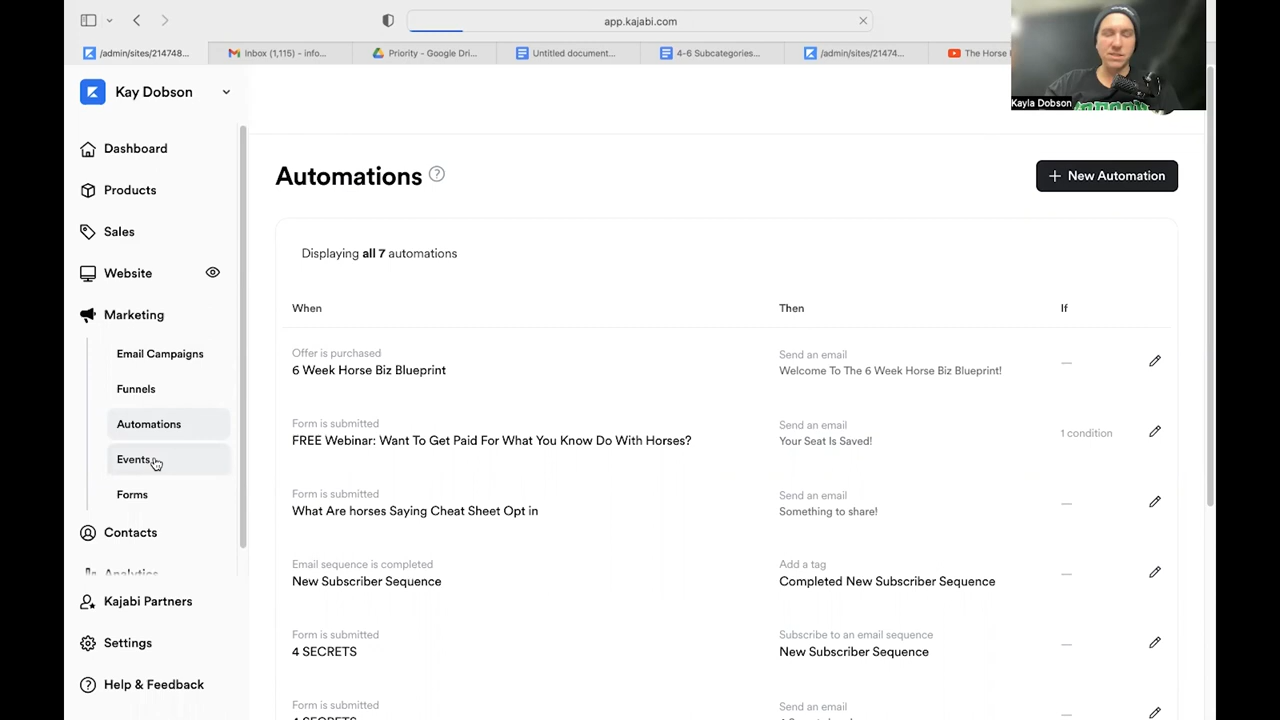 app.kajabi.com
/admin/sites/214748...
Inbox (1,115) - info...
Priority - Google Dri...
Untitled document...
4-6 Subcategories...
/admin/sites/21474...
The Horse
Kayla Dobson
Kay Dobson
Dashboard
Products
Sales
Website
Marketing
Email Campaigns
Funnels
Automations
Events
Forms
Contacts
Analytics
Kajabi Partners
Settings
Help & Feedback
Automations
+ New Automation
Displaying all 7 automations
When Then If
Offer is purchased Send an email
6 Week Horse Biz Blueprint Welcome To The 6 Week Horse Biz Blueprint! —
Form is submitted Send an email
FREE Webinar: Want To Get Paid For What You Know Do With Horses? Your Seat Is Saved! 1 condition
Form is submitted Send an email
What Are horses Saying Cheat Sheet Opt in Something to share! —
Email sequence is completed Add a tag
New Subscriber Sequence Completed New Subscriber Sequence —
Form is submitted Subscribe to an email sequence
4 SECRETS New Subscriber Sequence —
Form is submitted Send an email
4 SECRETS